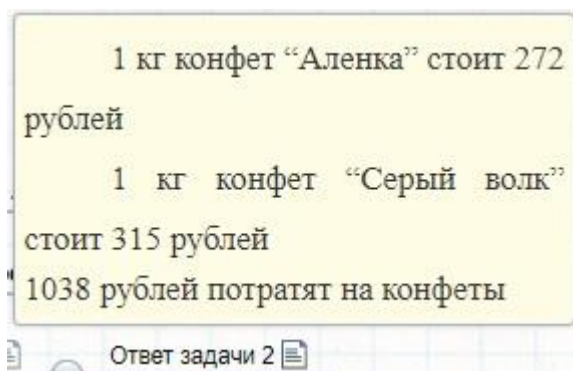 1 кг конфет “Аленка” стоит 272
рублей
1 кг конфет “Серый волк”
стоит 315 рублей
1038 рублей потратят на конфеты
Ответ задачи 2